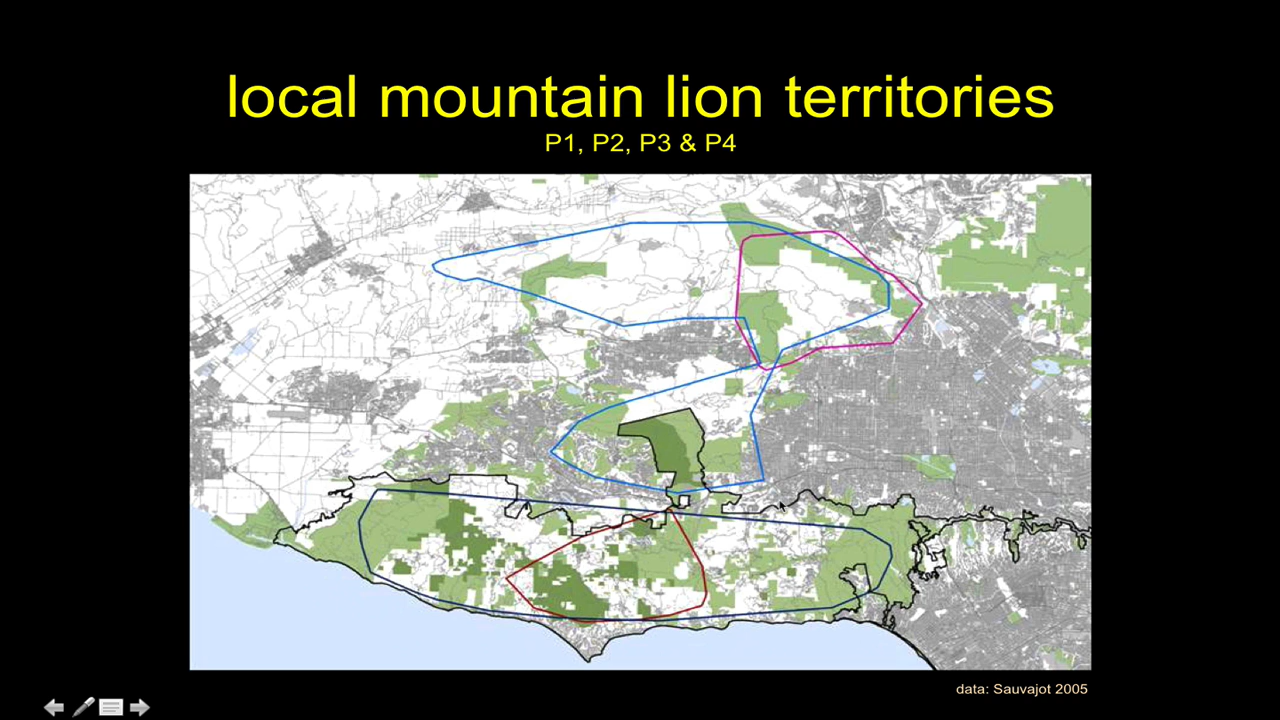 local mountain lion territories
P1, P2, P3 & P4
data: Sauvajot 2005